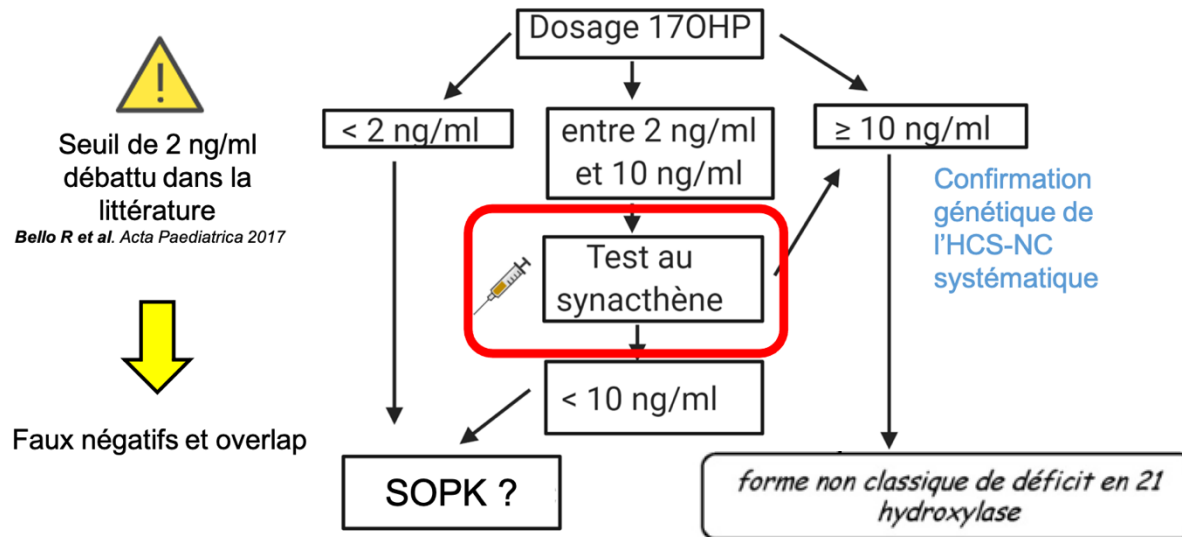 Dosage 17OHP
< 2 ng/ml
entre 2 ng/ml
et 10 ng/ml
≥ 10 ng/ml
Seuil de 2 ng/ml
débattu dans la
littérature
Bello R et al. Acta Paediatrica 2017
Confirmation
génétique de
l’HCS-NC
systématique
Test au
synacthène
< 10 ng/ml
Faux négatifs et overlap
SOPK ?
forme non classique de déficit en 21
hydroxylase